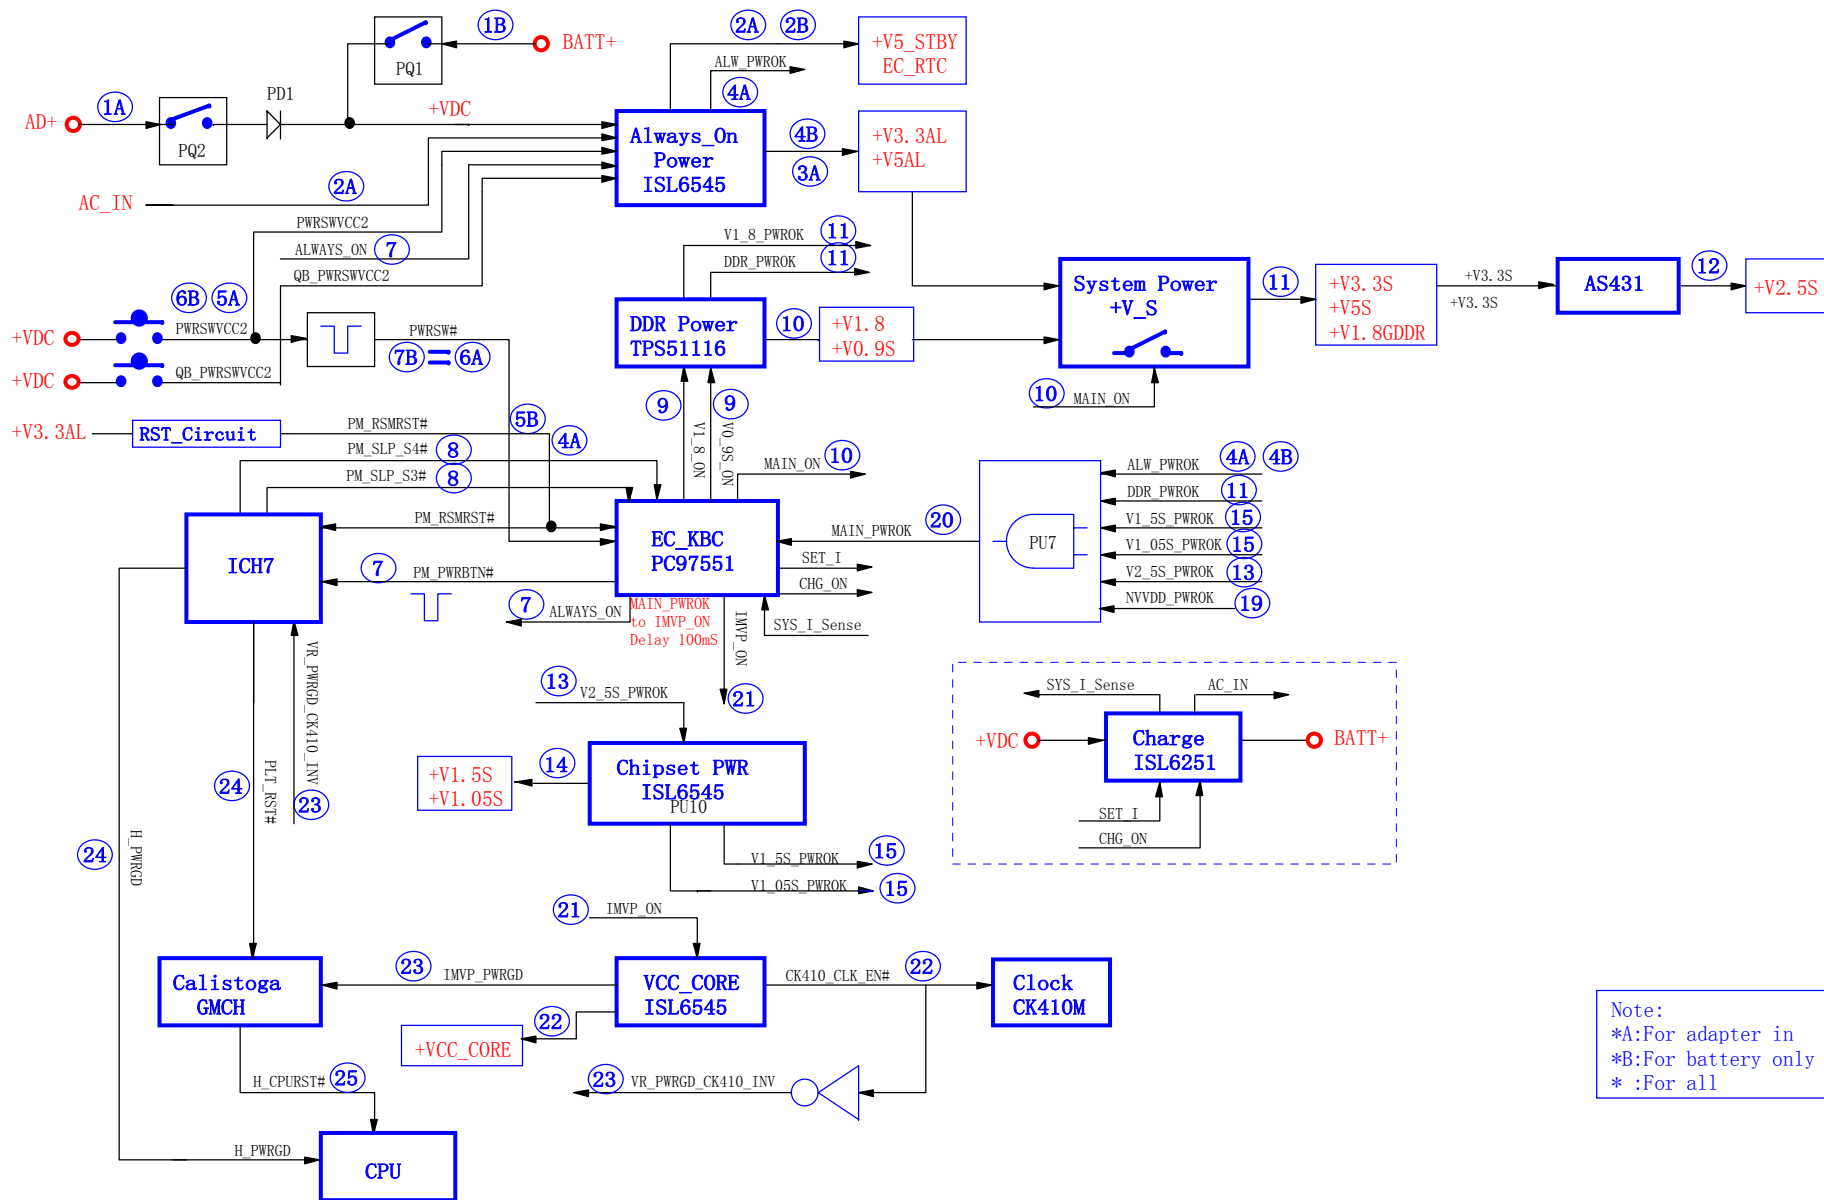 1B
BATT+
PQ1
2A 2B
+V5_STBY
EC_RTC
ALW_PWROK
4A
AD+
1A
PQ2
PD1
+VDC
Always_On
Power
ISL6545
4B
3A
+V3.3AL
+V5AL
AC_IN
2A
PWRSWVCC2
ALWAYS_ON
7
QB_PWRSWVCC2
V1_8_PWROK
11
DDR_PWROK
11
6B 5A
+VDC
PWRSWVCC2
+VDC
QB_PWRSWVCC2
PWRSW#
7B
6A
DDR Power
TPS51116
10
+V1.8
+V0.9S
System Power
+V_S
11
+V3.3S
+V5S
+V1.8GDDR
+V3.3S
+V3.3S
AS431
12
+V2.5S
10
MAIN_ON
9
V1_8_ON
9
V0_9S_ON
+V3.3AL
RST_Circuit
PM_RSMRST#
5B
4A
PM_SLP_S4#
8
PM_SLP_S3#
8
MAIN_ON
10
ICH7
PM_RSMRST#
7
PM_PWRBTN#
EC_KBC
PC97551
MAIN_PWROK
20
SET_I
CHG_ON
SYS_I_Sense
7
ALWAYS_ON
MAIN_PWROK
to IMVP_ON
Delay 100mS
IMVP_ON
21
PU7
ALW_PWROK
4A 4B
DDR_PWROK
11
V1_5S_PWROK
15
V1_05S_PWROK
15
V2_5S_PWROK
13
NVVDD_PWROK
19
VR_PWRGD_CK410_INV
23
PLT_RST#
24
H_PWRGD
24
13
V2_5S_PWROK
Chipset PWR
ISL6545
PU10
14
+V1.5S
+V1.05S
V1_5S_PWROK
15
V1_05S_PWROK
15
SYS_I_Sense
AC_IN
+VDC
Charge
ISL6251
BATT+
SET_I
CHG_ON
21
IMVP_ON
Calistoga
GMCH
23
IMVP_PWRGD
VCC_CORE
ISL6545
CK410_CLK_EN#
22
Clock
CK410M
22
+VCC_CORE
23
VR_PWRGD_CK410_INV
H_CPURST#
25
H_PWRGD
CPU
Note:
*A:For adapter in
*B:For battery only
* :For all